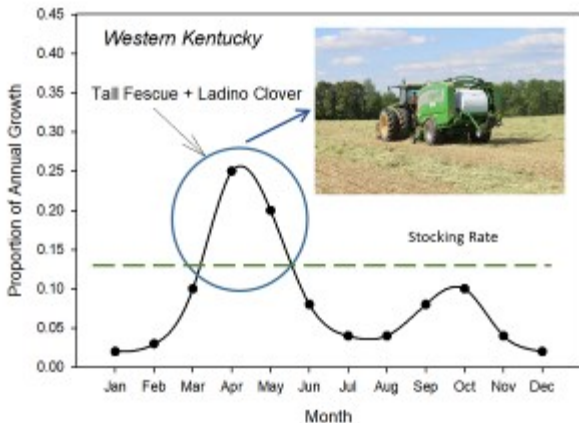 Western Kentucky
Tall Fescue + Ladino Clover
Stocking Rate
Proportion of Annual Growth
0.45
0.40
0.35
0.30
0.25
0.20
0.15
0.10
0.05
0.00
Jan Feb Mar Apr May Jun Jul Aug Sep Oct Nov Dec
Month